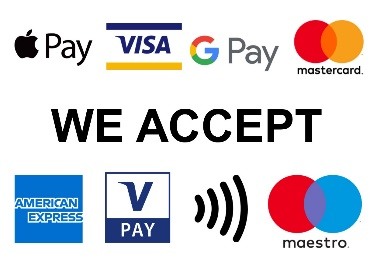 Pay VISA G Pay mastercard.
WE ACCEPT
AMERICAN EXPRESS V PAY maestro.